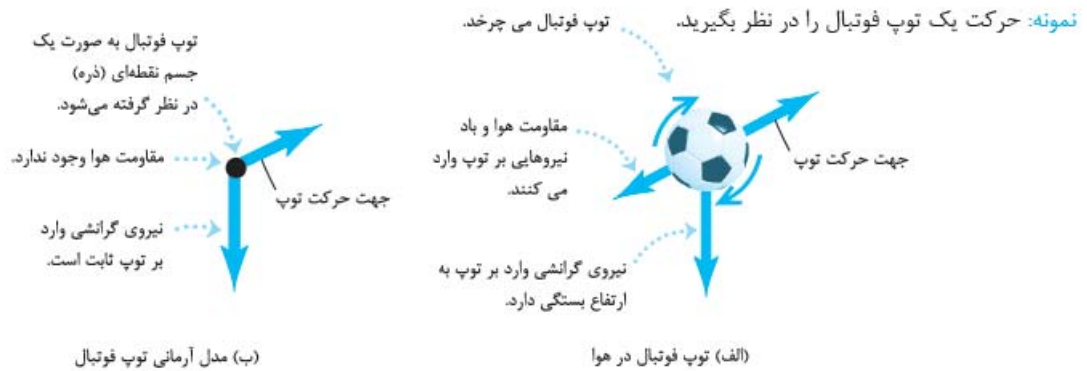 نمونه: حرکت یک توپ فوتبال را در نظر بگیرید.
توپ فوتبال می چرخد.
مقاومت هوا و باد
نیروهایی بر توپ وارد
می کنند.
جهت حرکت توپ
نیروی گرانشی وارد بر توپ به
ارتفاع بستگی دارد.
(الف) توپ فوتبال در هوا
توپ فوتبال به صورت یک
جسم نقطه‌ای (ذره)
در نظر گرفته می‌شود.
مقاومت هوا وجود ندارد.
جهت حرکت توپ
نیروی گرانشی وارد
بر توپ ثابت است.
(ب) مدل آرمانی توپ فوتبال